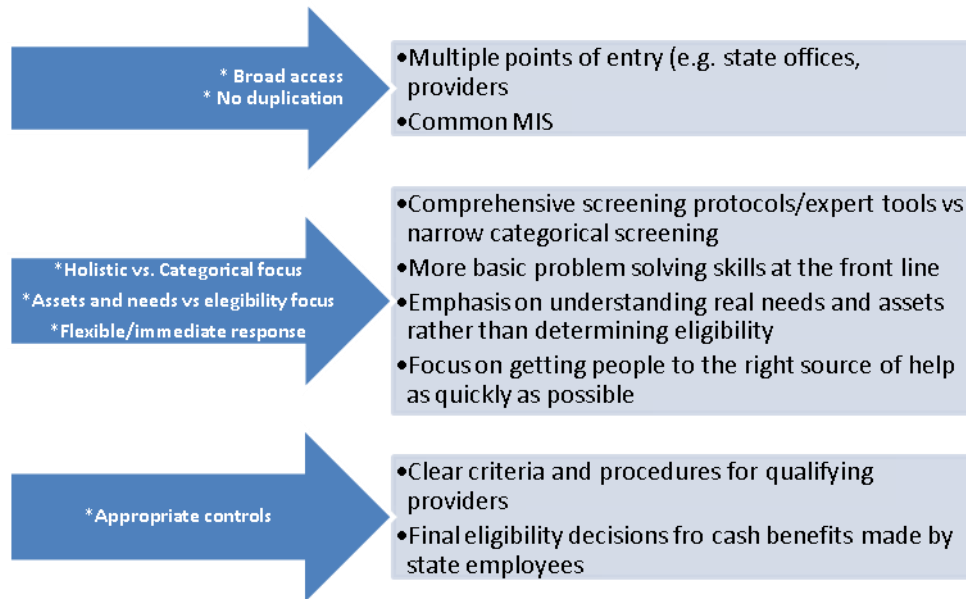 * Broad access
* No duplication
•Multiple points of entry (e.g. state offices,
providers
•Common MIS
*Holistic vs. Categorical focus
*Assets and needs vs elegibility focus
*Flexible/immediate response
•Comprehensive screening protocols/expert tools vs
narrow categorical screening
•More basic problem solving skills at the front line
•Emphasis on understanding real needs and assets
rather than determining eligibility
•Focus on getting people to the right source of help
as quickly as possible
*Appropriate controls
•Clear criteria and procedures for qualifying
providers
•Final eligibility decisions fro cash benefits made by
state employees